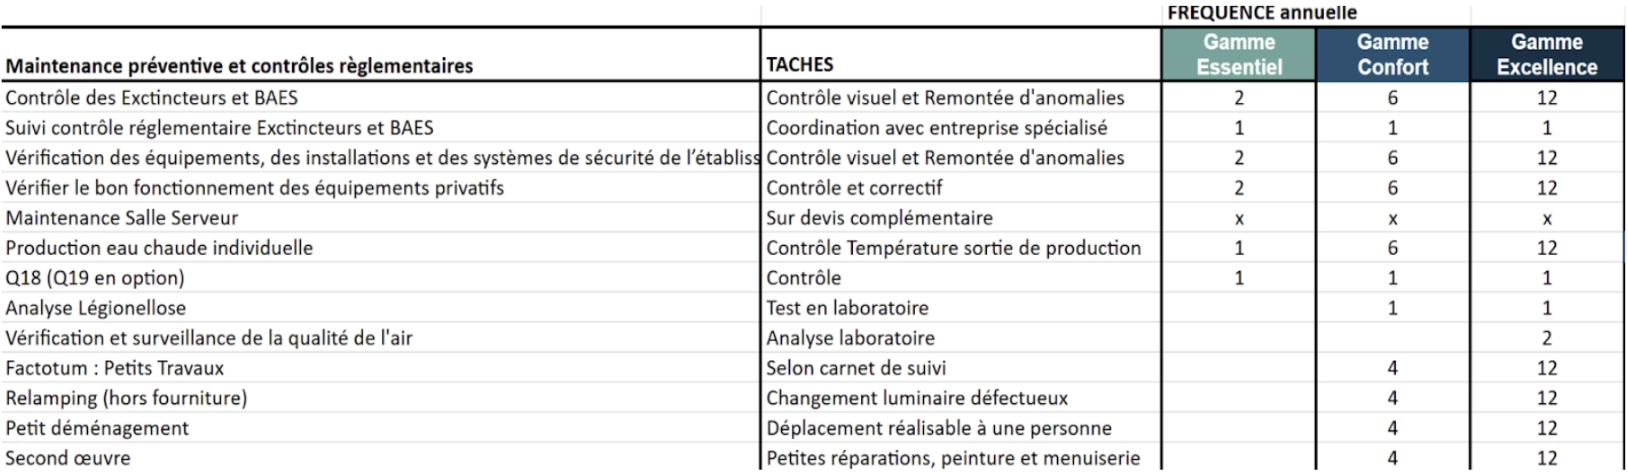 FREQUENCE annuelle
Maintenance préventive et contrôles règlementaires TACHES Gamme Essentiel Gamme Confort Gamme Excellence
Contrôle des Exctincteurs et BAES Contrôle visuel et Remontée d'anomalies 2 6 12
Suivi contrôle réglementaire Exctincteurs et BAES Coordination avec entreprise spécialisé 1 1 1
Vérification des équipements, des installations et des systèmes de sécurité de l’établiss Contrôle visuel et Remontée d'anomalies 2 6 12
Vérifier le bon fonctionnement des équipements privatifs Contrôle et correctif 2 6 12
Maintenance Salle Serveur Sur devis complémentaire x x x
Production eau chaude individuelle Contrôle Température sortie de production 1 6 12
Q18 (Q19 en option) Contrôle 1 1 1
Analyse Légionellose Test en laboratoire 1 1
Vérification et surveillance de la qualité de l'air Analyse laboratoire 2
Factotum : Petits Travaux Selon carnet de suivi 4 12
Relamping (hors fourniture) Changement luminaire défectueux 4 12
Petit déménagement Déplacement réalisable à une personne 4 12
Second œuvre Petites réparations, peinture et menuiserie 4 12